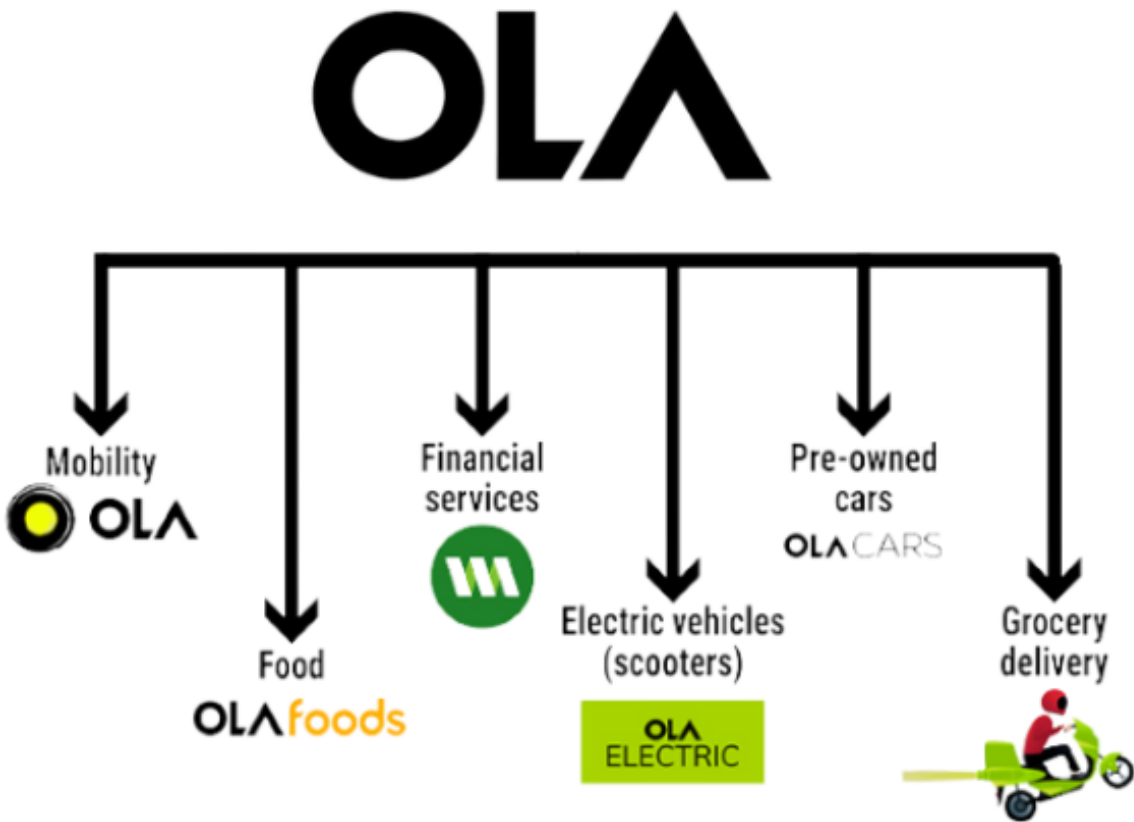 OLA
Mobility
OLA
Food
OLA foods
Financial
services
Electric vehicles
(scooters)
OLA
ELECTRIC
Pre-owned
cars
OLA CARS
Grocery
delivery